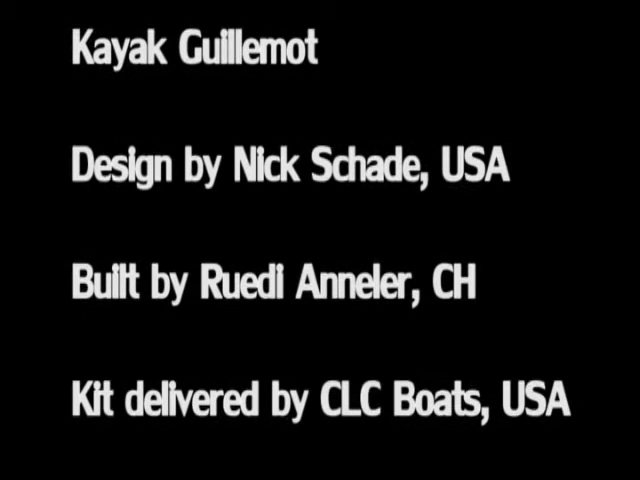 Kayak Guillemot
Design by Nick Schade, USA
Built by Ruedi Anneler, CH
Kit delivered by CLC Boats, USA